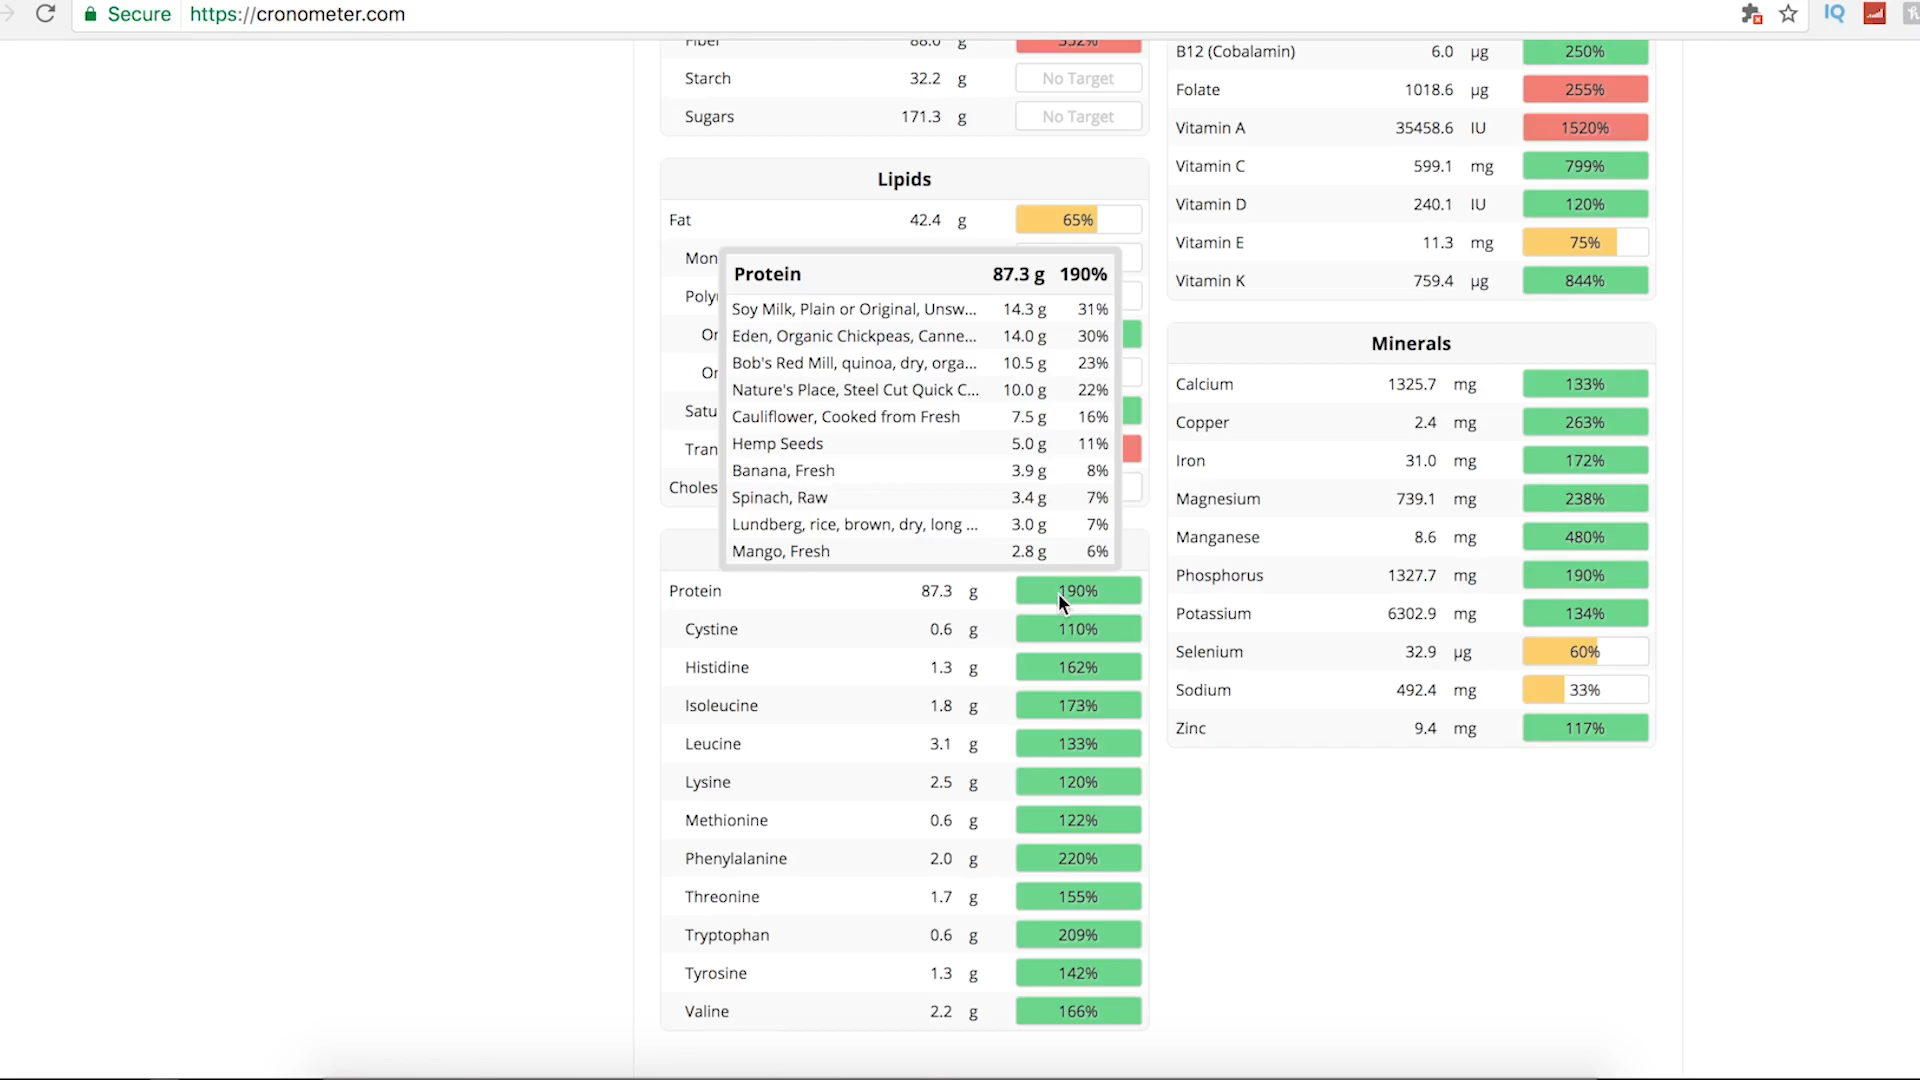 Secure https://cronometer.com
IQ
Fiber 88.0 g 352%
Starch 32.2 g No Target
Sugars 171.3 g No Target
Lipids
Fat 42.4 g 65%
Mon
Poly
Or
Or
Satu
Tran
Choles
Protein 87.3 g 190%
Soy Milk, Plain or Original, Unsw... 14.3 g 31%
Eden, Organic Chickpeas, Canne... 14.0 g 30%
Bob's Red Mill, quinoa, dry, orga... 10.5 g 23%
Nature's Place, Steel Cut Quick C... 10.0 g 22%
Cauliflower, Cooked from Fresh 7.5 g 16%
Hemp Seeds 5.0 g 11%
Banana, Fresh 3.9 g 8%
Spinach, Raw 3.4 g 7%
Lundberg, rice, brown, dry, long ... 3.0 g 7%
Mango, Fresh 2.8 g 6%
Protein 87.3 g 190%
Cystine 0.6 g 110%
Histidine 1.3 g 162%
Isoleucine 1.8 g 173%
Leucine 3.1 g 133%
Lysine 2.5 g 120%
Methionine 0.6 g 122%
Phenylalanine 2.0 g 220%
Threonine 1.7 g 155%
Tryptophan 0.6 g 209%
Tyrosine 1.3 g 142%
Valine 2.2 g 166%
B12 (Cobalamin) 6.0 µg 250%
Folate 1018.6 µg 255%
Vitamin A 35458.6 IU 1520%
Vitamin C 599.1 mg 799%
Vitamin D 240.1 IU 120%
Vitamin E 11.3 mg 75%
Vitamin K 759.4 µg 844%
Minerals
Calcium 1325.7 mg 133%
Copper 2.4 mg 263%
Iron 31.0 mg 172%
Magnesium 739.1 mg 238%
Manganese 8.6 mg 480%
Phosphorus 1327.7 mg 190%
Potassium 6302.9 mg 134%
Selenium 32.9 µg 60%
Sodium 492.4 mg 33%
Zinc 9.4 mg 117%